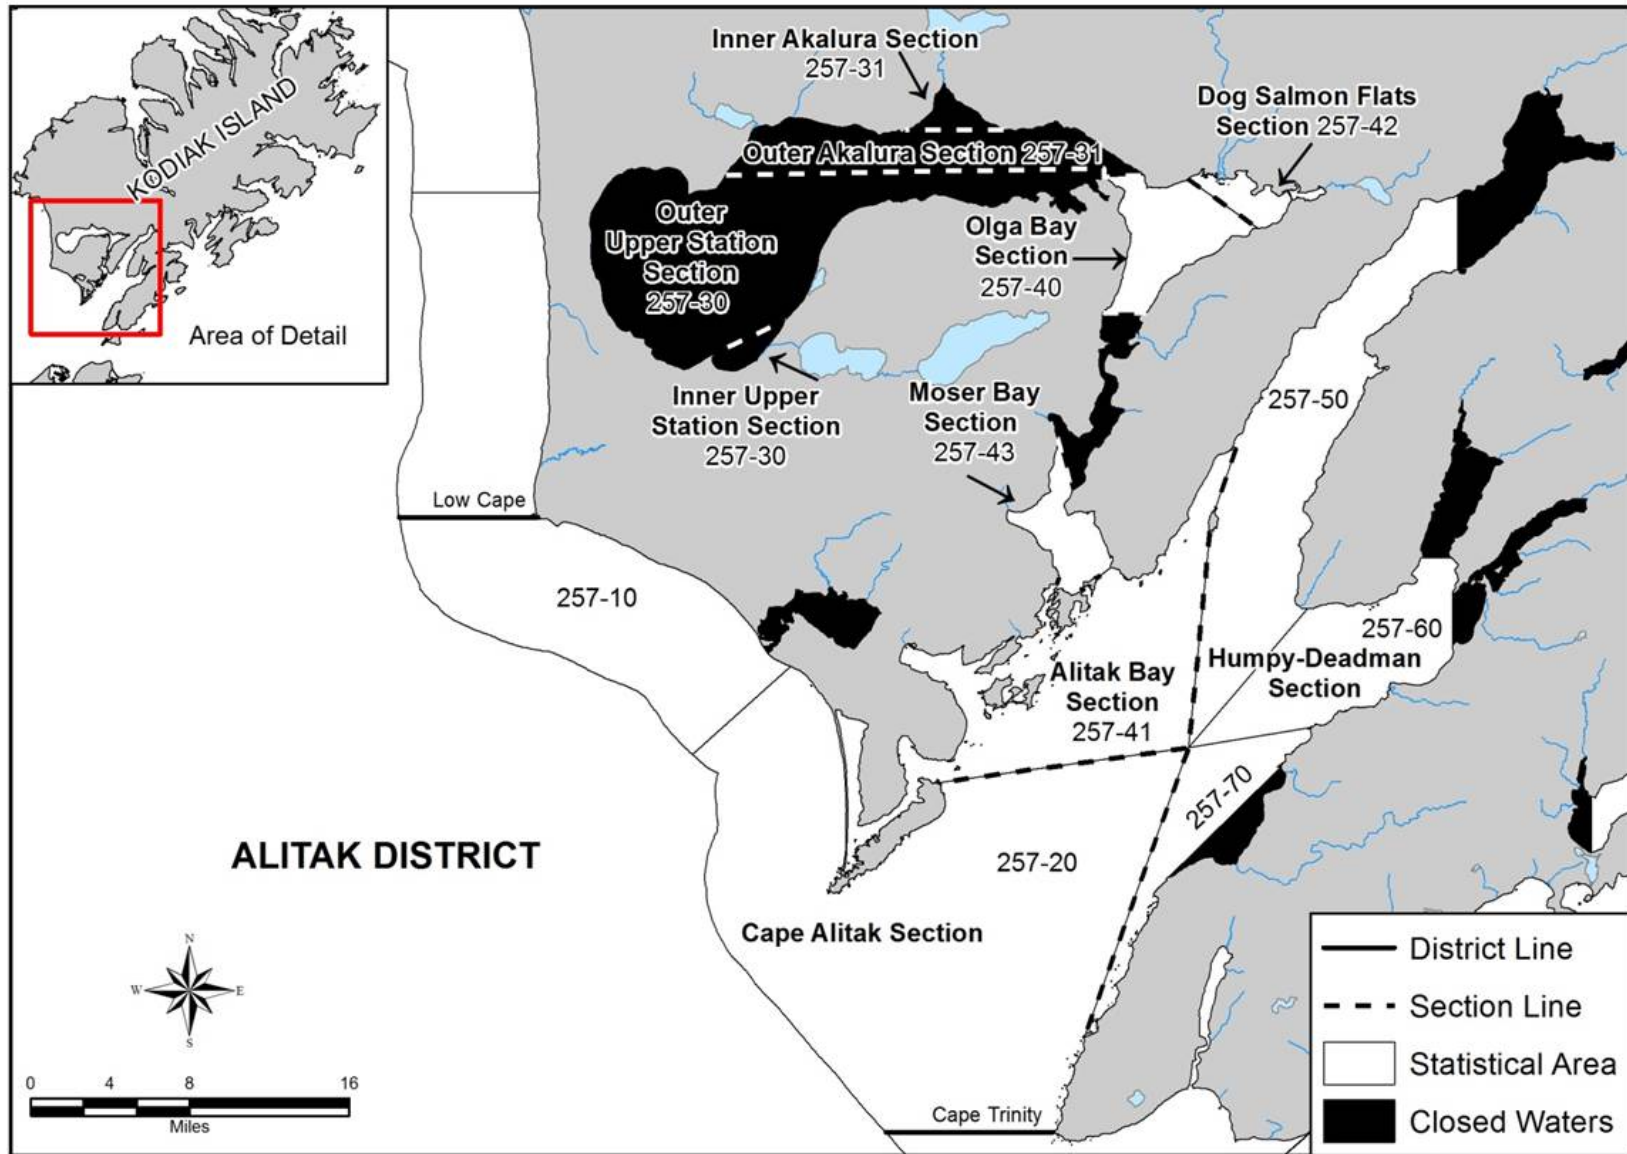 KODIAK ISLAND
Area of Detail
Inner Akalura Section
257-31
Dog Salmon Flats
Section 257-42
Outer Akalura Section 257-31
Outer
Upper Station
Section
257-30
Olga Bay
Section
257-40
Inner Upper
Station Section
257-30
Moser Bay
Section
257-43
257-50
Low Cape
257-10
257-60
Humpy-Deadman
Section
Alitak Bay
Section
257-41
257-70
257-20
ALITAK DISTRICT
Cape Alitak Section
N
W
E
S
0 4 8 16
Miles
Cape Trinity
District Line
Section Line
Statistical Area
Closed Waters